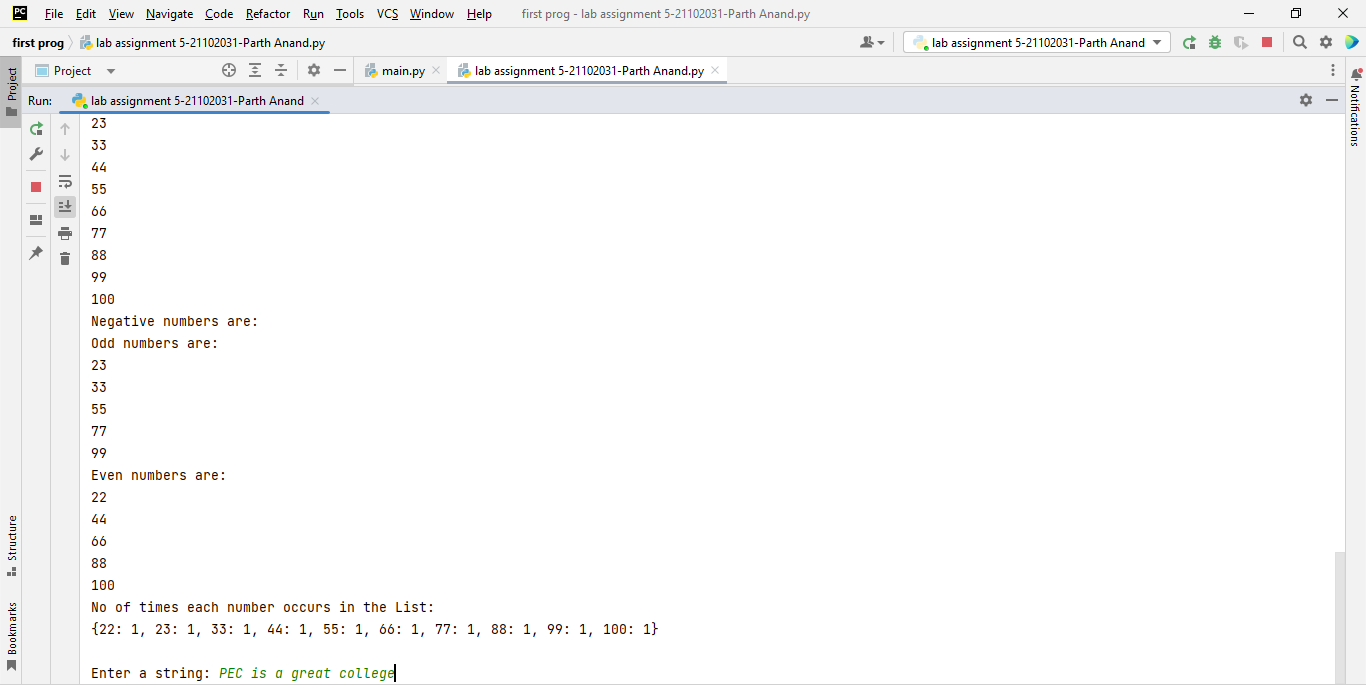 PC File Edit View Navigate Code Refactor Run Tools VCS Window Help first prog - lab assignment 5-21102031-Parth Anand.py
first prog lab assignment 5-21102031-Parth Anand.py lab assignment 5-21102031-Parth Anand
Project Project main.py lab assignment 5-21102031-Parth Anand.py
Notifications
Run: lab assignment 5-21102031-Parth Anand
23
33
44
55
66
77
88
99
100
Negative numbers are:
Odd numbers are:
23
33
55
77
99
Even numbers are:
22
44
66
88
100
No of times each number occurs in the List:
{22: 1, 23: 1, 33: 1, 44: 1, 55: 1, 66: 1, 77: 1, 88: 1, 99: 1, 100: 1}
Enter a string: PEC is a great college
Structure
Bookmarks